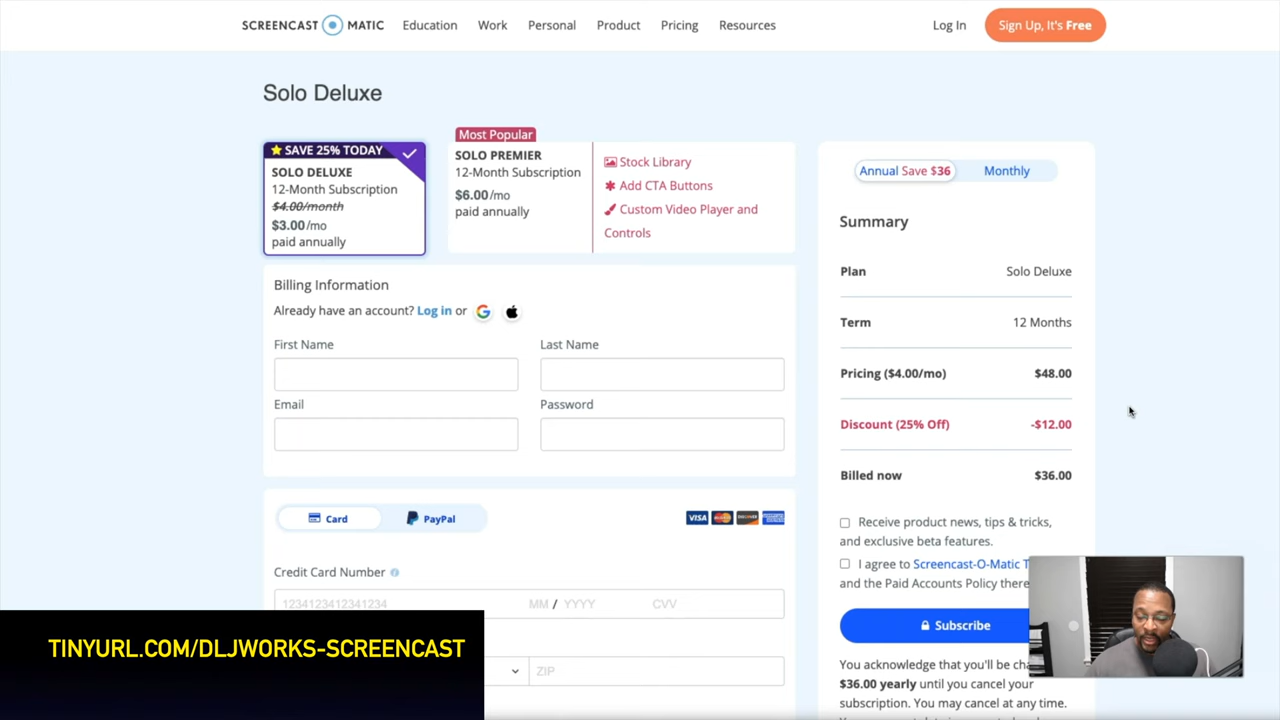 SCREENCAST MATIC
Education
Work
Personal
Product
Pricing
Resources
Log In
Sign Up, It's Free
Solo Deluxe
SAVE 25% TODAY
SOLO DELUXE
12-Month Subscription
$4.00/month
$3.00/mo
paid annually
Most Popular
SOLO PREMIER
12-Month Subscription
$6.00/mo
paid annually
Stock Library
Add CTA Buttons
Custom Video Player and
Controls
Billing Information
Already have an account? Log in or
First Name
Last Name
Email
Password
Card
PayPal
VISA
Credit Card Number
1234123412341234
MM / YYYY
CVV
ZIP
Annual Save $36
Monthly
Summary
Plan Solo Deluxe
Term 12 Months
Pricing ($4.00/mo) $48.00
Discount (25% Off) -$12.00
Billed now $36.00
Receive product news, tips & tricks,
and exclusive beta features.
I agree to Screencast-O-Matic T
and the Paid Accounts Policy there
Subscribe
You acknowledge that you'll be cha
$36.00 yearly until you cancel your
subscription. You may cancel at any time.
TINYURL.COM/DLJWORKS-SCREENCAST